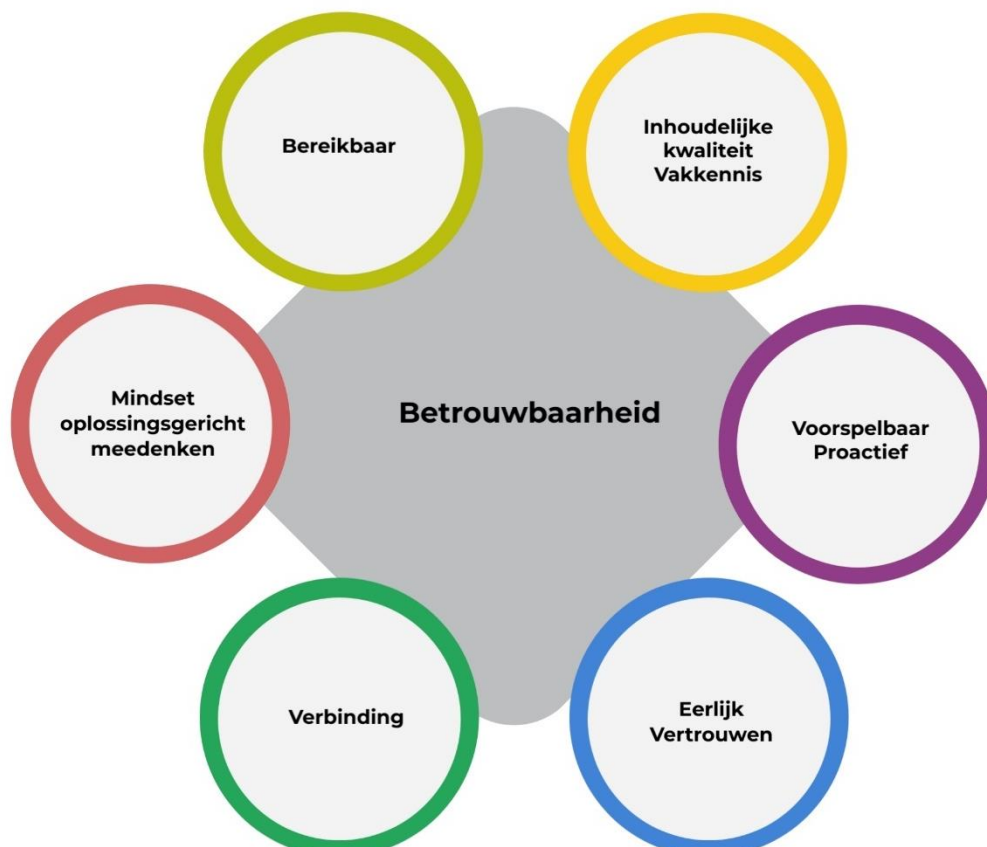 Bereikbaar
Inhoudelijke
kwaliteit
Vakkennis
Mindset
oplossingsgericht
meedenken
Betrouwbaarheid
Voorspelbaar
Proactief
Verbinding
Eerlijk
Vertrouwen